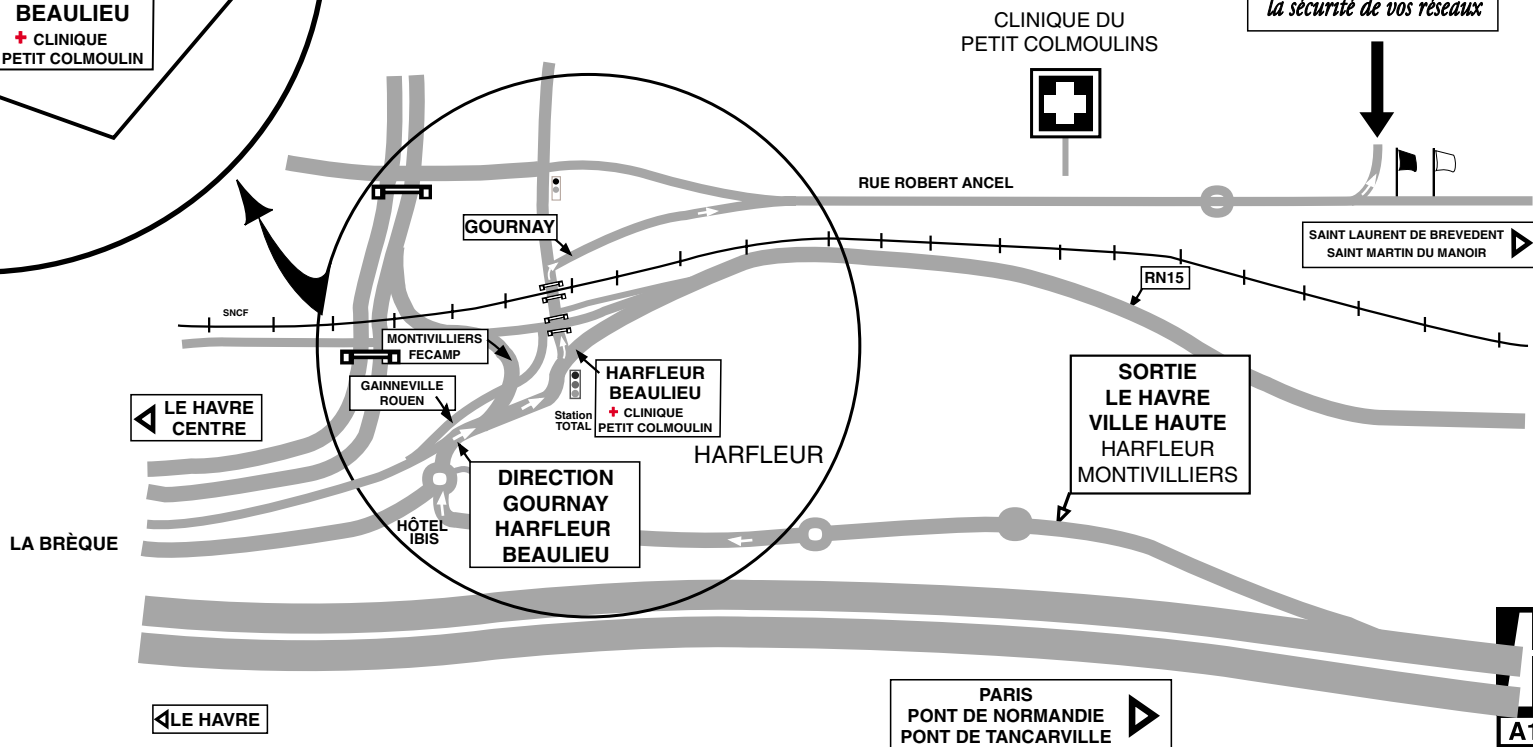 BEAULIEU
CLINIQUE
PETIT COLMOULIN
CLINIQUE DU
PETIT COLMOULINS
la sécurité de vos réseaux
RUE ROBERT ANCEL
GOURNAY
SAINT LAURENT DE BREVEDENT
SAINT MARTIN DU MANOIR
RN15
SNCF
MONTIVILLIERS
FECAMP
GAINNEVILLE
ROUEN
HARFLEUR
BEAULIEU
CLINIQUE
PETIT COLMOULIN
Station
TOTAL
LE HAVRE
CENTRE
HARFLEUR
SORTIE
LE HAVRE
VILLE HAUTE
HARFLEUR
MONTIVILLIERS
DIRECTION
GOURNAY
HARFLEUR
BEAULIEU
HÔTEL
IBIS
LA BRÈQUE
LE HAVRE
PARIS
PONT DE NORMANDIE
PONT DE TANCARVILLE